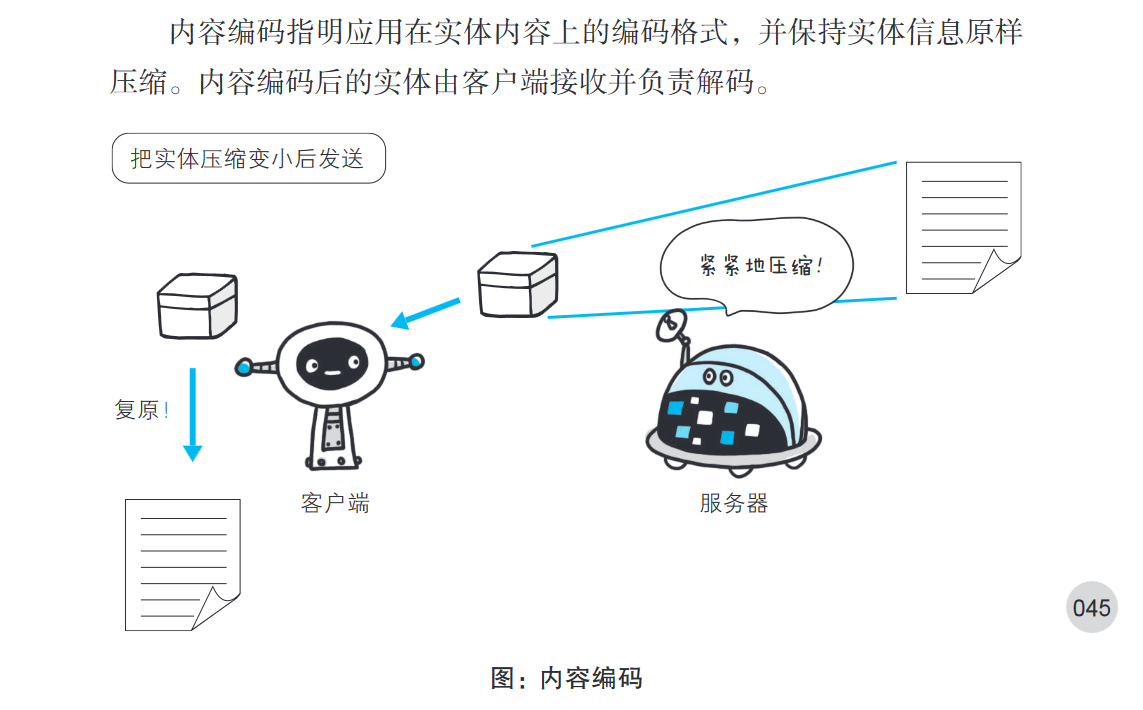 内容编码指明应用在实体内容上的编码格式，并保持实体信息原样
压缩。内容编码后的实体由客户端接收并负责解码。
把实体压缩变小后发送
紧紧地压缩！
复原！
客户端
服务器
045
图：内容编码